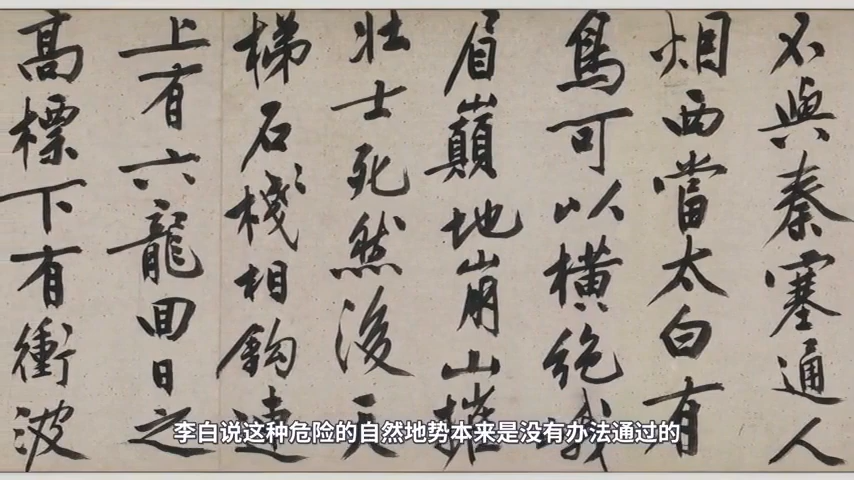 不與秦塞通人
烟西當太白有
鳥可以橫絕峨
眉巔地崩山摧
壯士死然後天
梯石棧相鈎連
上有六龍回日之
高標下有衝波
李白说这种危险的自然地势本来是没有办法通过的